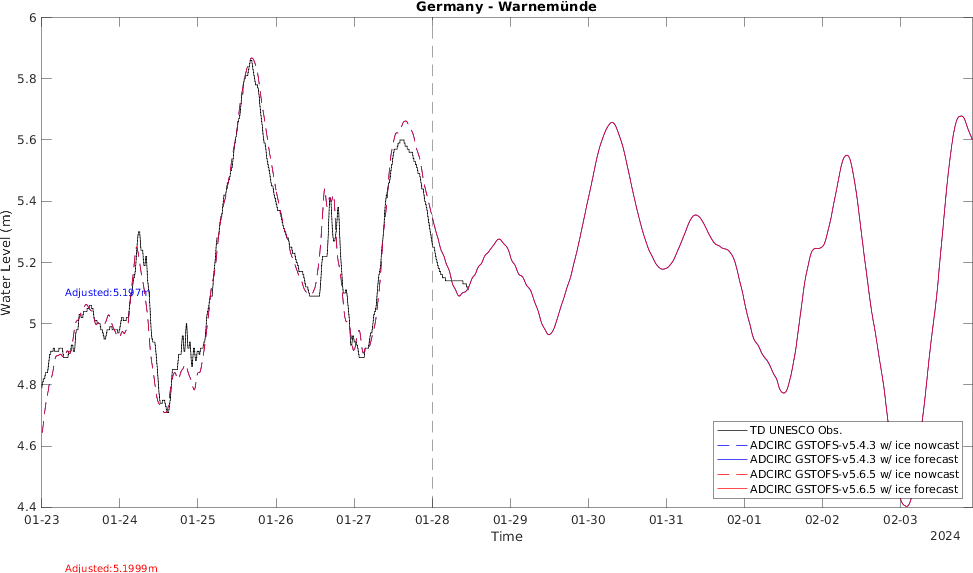 Germany - Warnemünde
6
5.8
5.6
5.4
5.2
5
4.8
4.6
4.4
Water Level (m)
Adjusted:5.197m
TD UNESCO Obs.
ADCIRC GSTOFS-v5.4.3 w/ ice nowcast
ADCIRC GSTOFS-v5.4.3 w/ ice forecast
ADCIRC GSTOFS-v5.6.5 w/ ice nowcast
ADCIRC GSTOFS-v5.6.5 w/ ice forecast
01-23 01-24 01-25 01-26 01-27 01-28 01-29 01-30 01-31 02-01 02-02 02-03
Time
2024
Adjusted:5.1999m